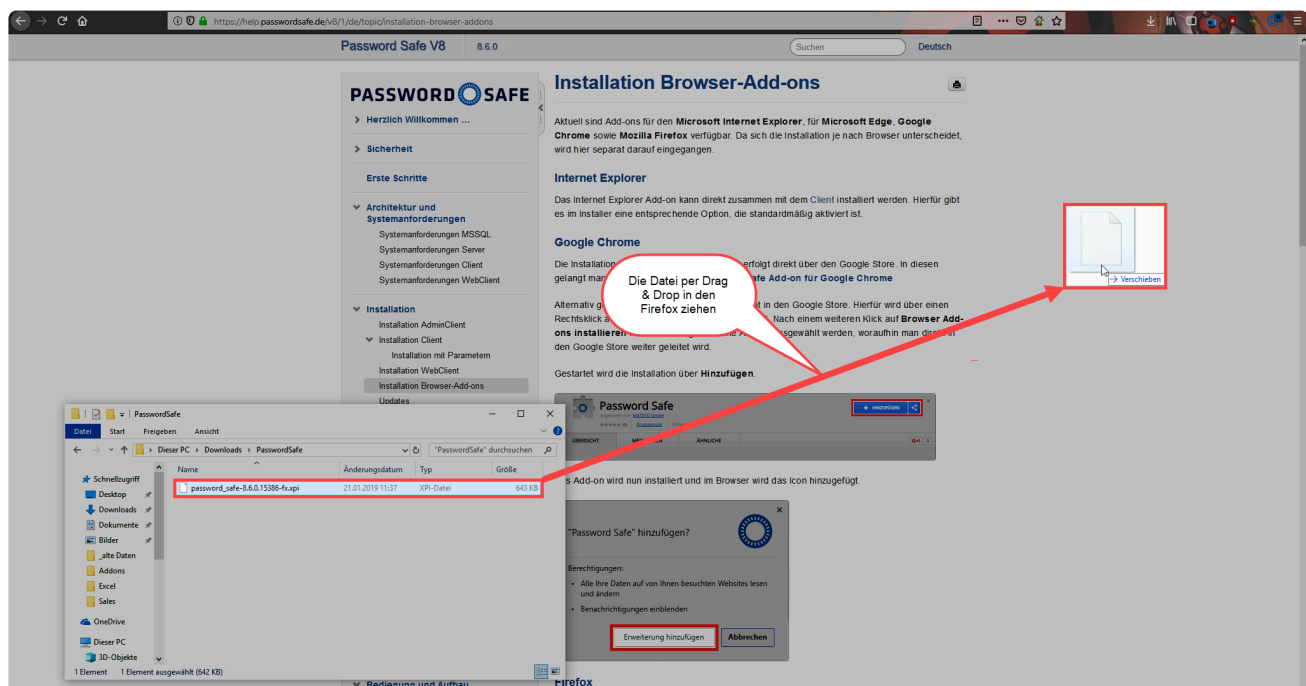 https://help.passwordsafe.de/v8/1/de/topic/installation-browser-addons
Password Safe V8
8.6.0
Suchen
Deutsch
PASSWORD SAFE
Herzlich Willkommen ...
Sicherheit
Erste Schritte
Architektur und
Systemanforderungen
Systemanforderungen MSSQL
Systemanforderungen Server
Systemanforderungen Client
Systemanforderungen WebClient
Installation
Installation AdminClient
Installation Client
Installation mit Parametern
Installation WebClient
Installation Browser-Add-ons
Updates
Bedienung und Aufbau
Installation Browser-Add-ons
Aktuell sind Add-ons für den Microsoft Internet Explorer, für Microsoft Edge, Google
Chrome sowie Mozilla Firefox verfügbar. Da sich die Installation je nach Browser unterscheidet,
wird hier separat darauf eingegangen.
Internet Explorer
Das Internet Explorer Add-on kann direkt zusammen mit dem Client installiert werden. Hierfür gibt
es im Installer eine entsprechende Option, die standardmäßig aktiviert ist.
Google Chrome
Die Installation erfolgt direkt über den Google Store. In diesen
gelangt man afe Add-on für Google Chrome
Alternativ g t in den Google Store. Hierfür wird über einen
Rechtsklick a Nach einem weiteren Klick auf Browser Add-
ons installieren usgewählt werden, woraufhin man direkt in
den Google Store weiter geleitet wird.
Gestartet wird die Installation über Hinzufügen.
Die Datei per Drag
& Drop in den
Firefox ziehen
Verschieben
Password Safe
+ HINZUFÜGEN
ÜBERSICHT
ÄHNLICHE
s Add-on wird nun installiert und im Browser wird das Icon hinzugefügt.
"Password Safe" hinzufügen?
Berechtigungen:
Alle Ihre Daten auf von Ihnen besuchten Websites lesen
und ändern
Benachrichtigungen einblenden
Erweiterung hinzufügen
Abbrechen
Firefox
PasswordSafe
Datei Start Freigeben Ansicht
Dieser PC > Downloads > PasswordSafe
"PasswordSafe" durchsuchen
Name Änderungsdatum Typ Größe
password_safe-8.6.0.15386-fx.xpi 21.01.2019 11:37 XPI-Datei 643 KB
Schnellzugriff
Desktop
Downloads
Dokumente
Bilder
_alte Daten
Addons
Excel
Sales
OneDrive
Dieser PC
3D-Objekte
1 Element 1 Element ausgewählt (642 KB)